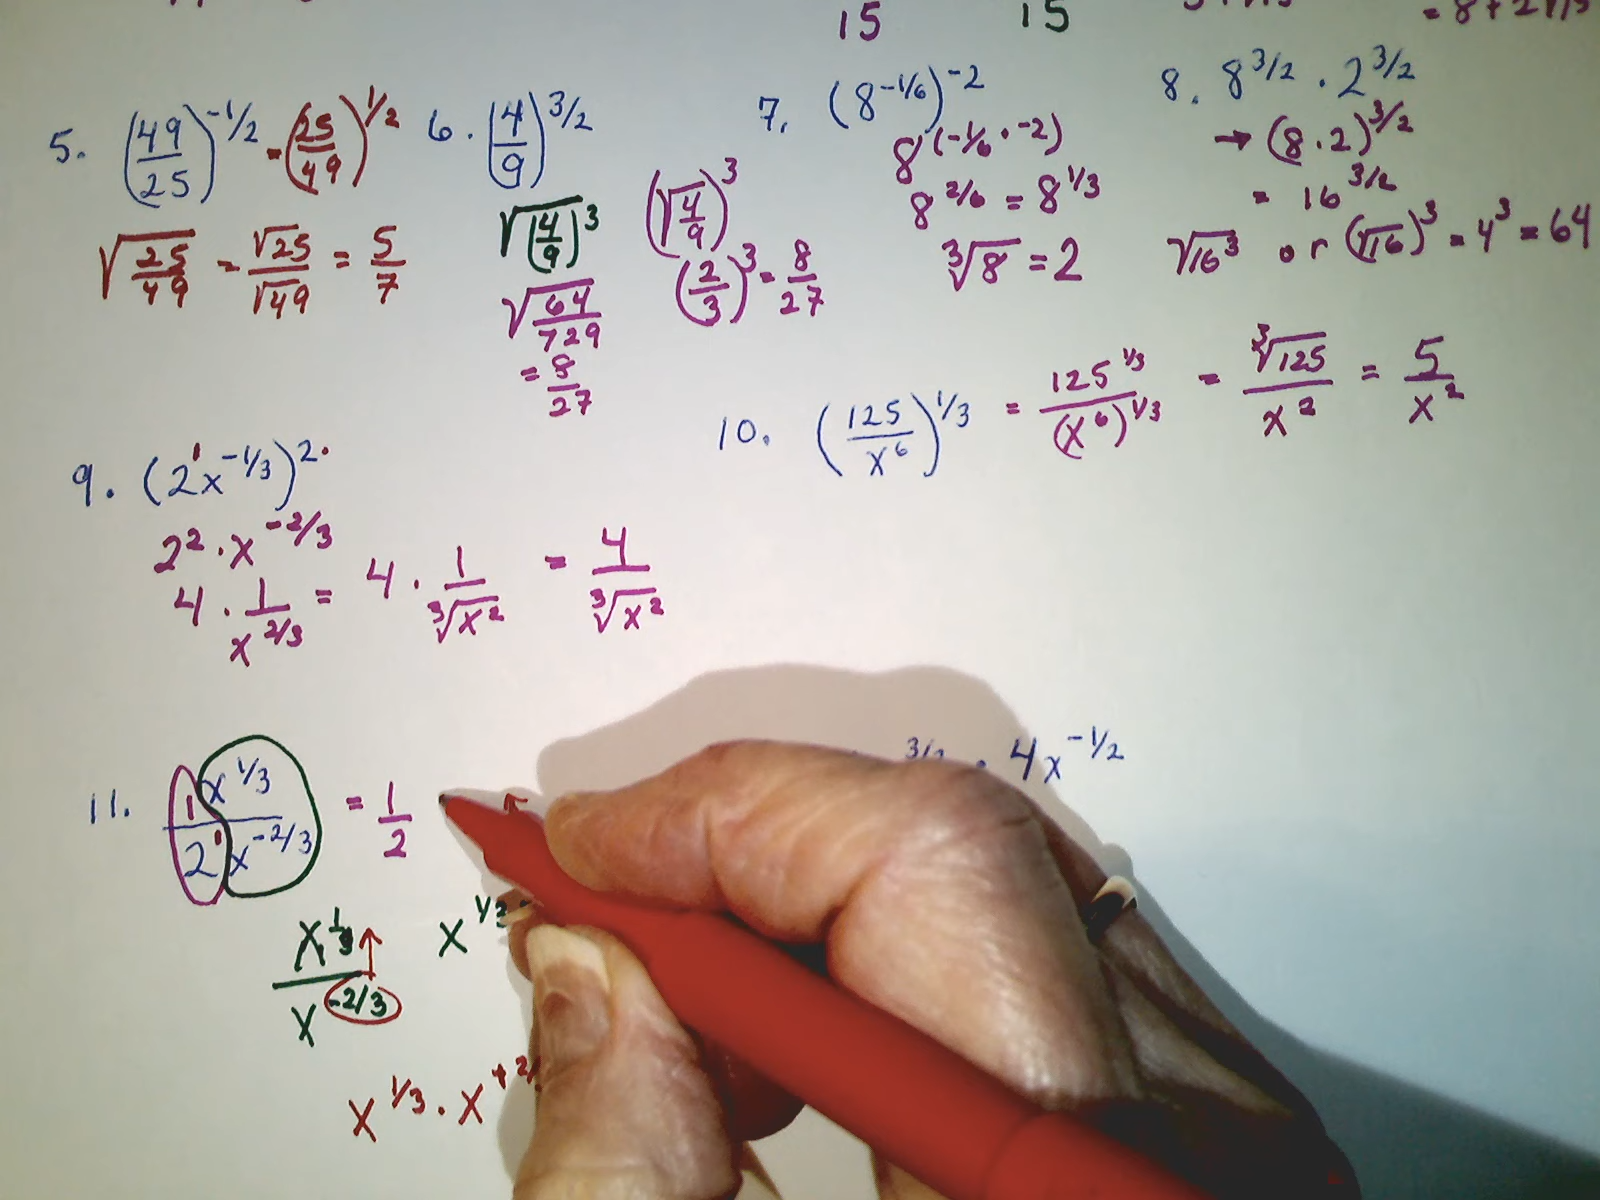 15
15
= 8 + 2√15
5. (49/25)^-1/2 = (25/49)^1/2
√(25/49) = √25/√49 = 5/7
6. (4/9)^3/2
√(4/9)^3
√(64/729)
= 8/27
(√(4/9))^3
(2/3)^3 = 8/27
7. (8^-1/6)^-2
8^(-1/6 · -2)
8^2/6 = 8^1/3
∛8 = 2
8. 8^3/2 · 2^3/2
→ (8 · 2)^3/2
= 16^3/2
√16^3 or (√16)^3 = 4^3 = 64
9. (2^1 x^-1/3)^2
2^2 · x^-2/3
4 · 1/x^2/3 = 4 · 1/∛x^2 = 4/∛x^2
10. (125/x^6)^1/3 = 125^1/3/(x^6)^1/3 = ∛125/x^2 = 5/x^2
11. 1x^1/3/2^1 x^-2/3 = 1/2
x^1/3/x^-2/3
x^1/3
x^1/3 · x^+2/
3/2 · 4x^-1/2